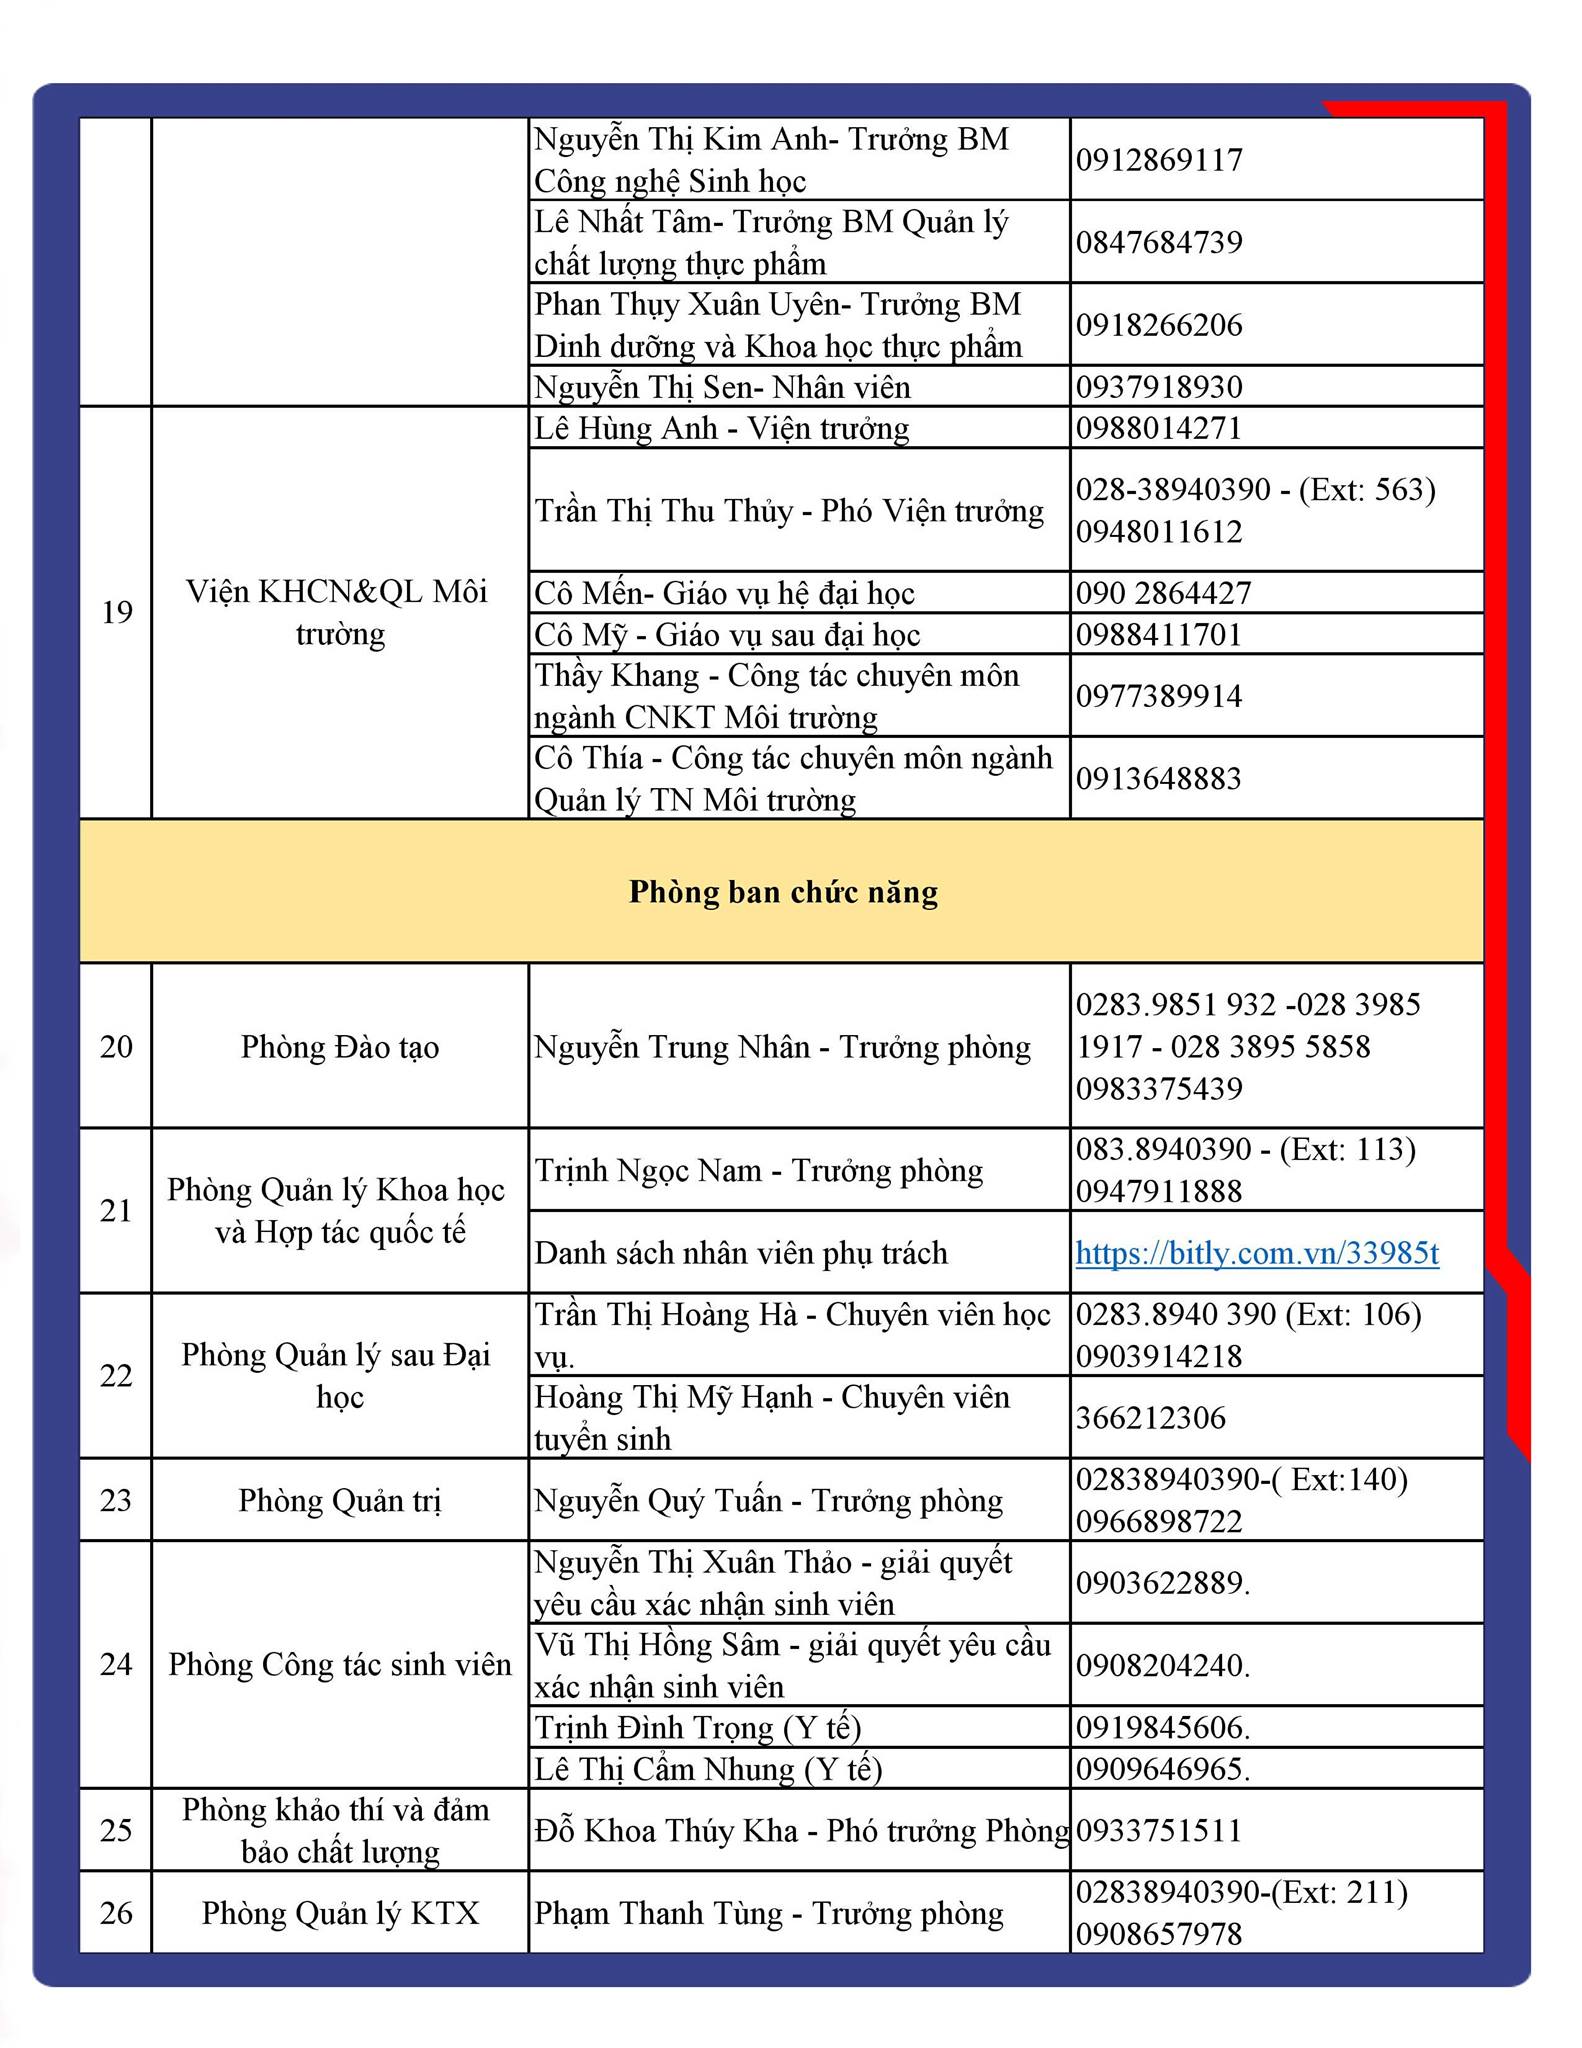 Nguyễn Thị Kim Anh- Trưởng BM
Công nghệ Sinh học
0912869117
Lê Nhất Tâm- Trưởng BM Quản lý
chất lượng thực phẩm
0847684739
Phan Thụy Xuân Uyên- Trưởng BM
Dinh dưỡng và Khoa học thực phẩm
0918266206
Nguyễn Thị Sen- Nhân viên
0937918930
19
Viện KHCN&QL Môi
trường
Lê Hùng Anh - Viện trưởng
0988014271
Trần Thị Thu Thủy - Phó Viện trưởng
028-38940390 - (Ext: 563)
0948011612
Cô Mến- Giáo vụ hệ đại học
090 2864427
Cô Mỹ - Giáo vụ sau đại học
0988411701
Thầy Khang - Công tác chuyên môn
ngành CNKT Môi trường
0977389914
Cô Thía - Công tác chuyên môn ngành
Quản lý TN Môi trường
0913648883
Phòng ban chức năng
20
Phòng Đào tạo
Nguyễn Trung Nhân - Trưởng phòng
0283.9851 932 -028 3985
1917 - 028 3895 5858
0983375439
21
Phòng Quản lý Khoa học
và Hợp tác quốc tế
Trịnh Ngọc Nam - Trưởng phòng
083.8940390 - (Ext: 113)
0947911888
Danh sách nhân viên phụ trách
https://bitly.com.vn/33985t
22
Phòng Quản lý sau Đại
học
Trần Thị Hoàng Hà - Chuyên viên học
vụ.
0283.8940 390 (Ext: 106)
0903914218
Hoàng Thị Mỹ Hạnh - Chuyên viên
tuyển sinh
366212306
23
Phòng Quản trị
Nguyễn Quý Tuấn - Trưởng phòng
02838940390-( Ext:140)
0966898722
24
Phòng Công tác sinh viên
Nguyễn Thị Xuân Thảo - giải quyết
yêu cầu xác nhận sinh viên
0903622889.
Vũ Thị Hồng Sâm - giải quyết yêu cầu
xác nhận sinh viên
0908204240.
Trịnh Đình Trọng (Y tế)
0919845606.
Lê Thị Cẩm Nhung (Y tế)
0909646965.
25
Phòng khảo thí và đảm
bảo chất lượng
Đỗ Khoa Thúy Kha - Phó trưởng Phòng
0933751511
26
Phòng Quản lý KTX
Phạm Thanh Tùng - Trưởng phòng
02838940390-(Ext: 211)
0908657978